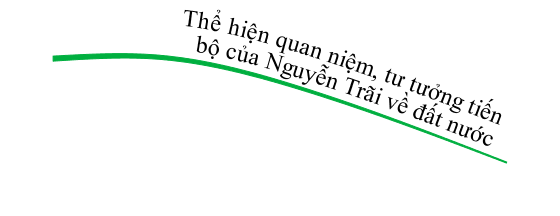 Thể hiện quan niệm, tư tưởng tiến
bộ của Nguyễn Trãi về đất nước